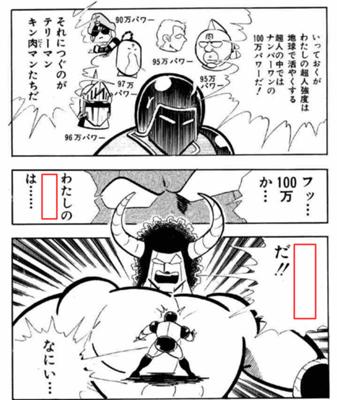 いっておくが
わたしの超人強度は
地球で活やくする
超人の中では
ナンバーワンの
100万パワーだ!
90万パワー
95万パワー
95万パワー
97万パワー
96万パワー
それにつぐのが
テリーマン
キン肉マンたちだ
フッ…
100万
か…
わたしの
は……
だ!!
なにい…